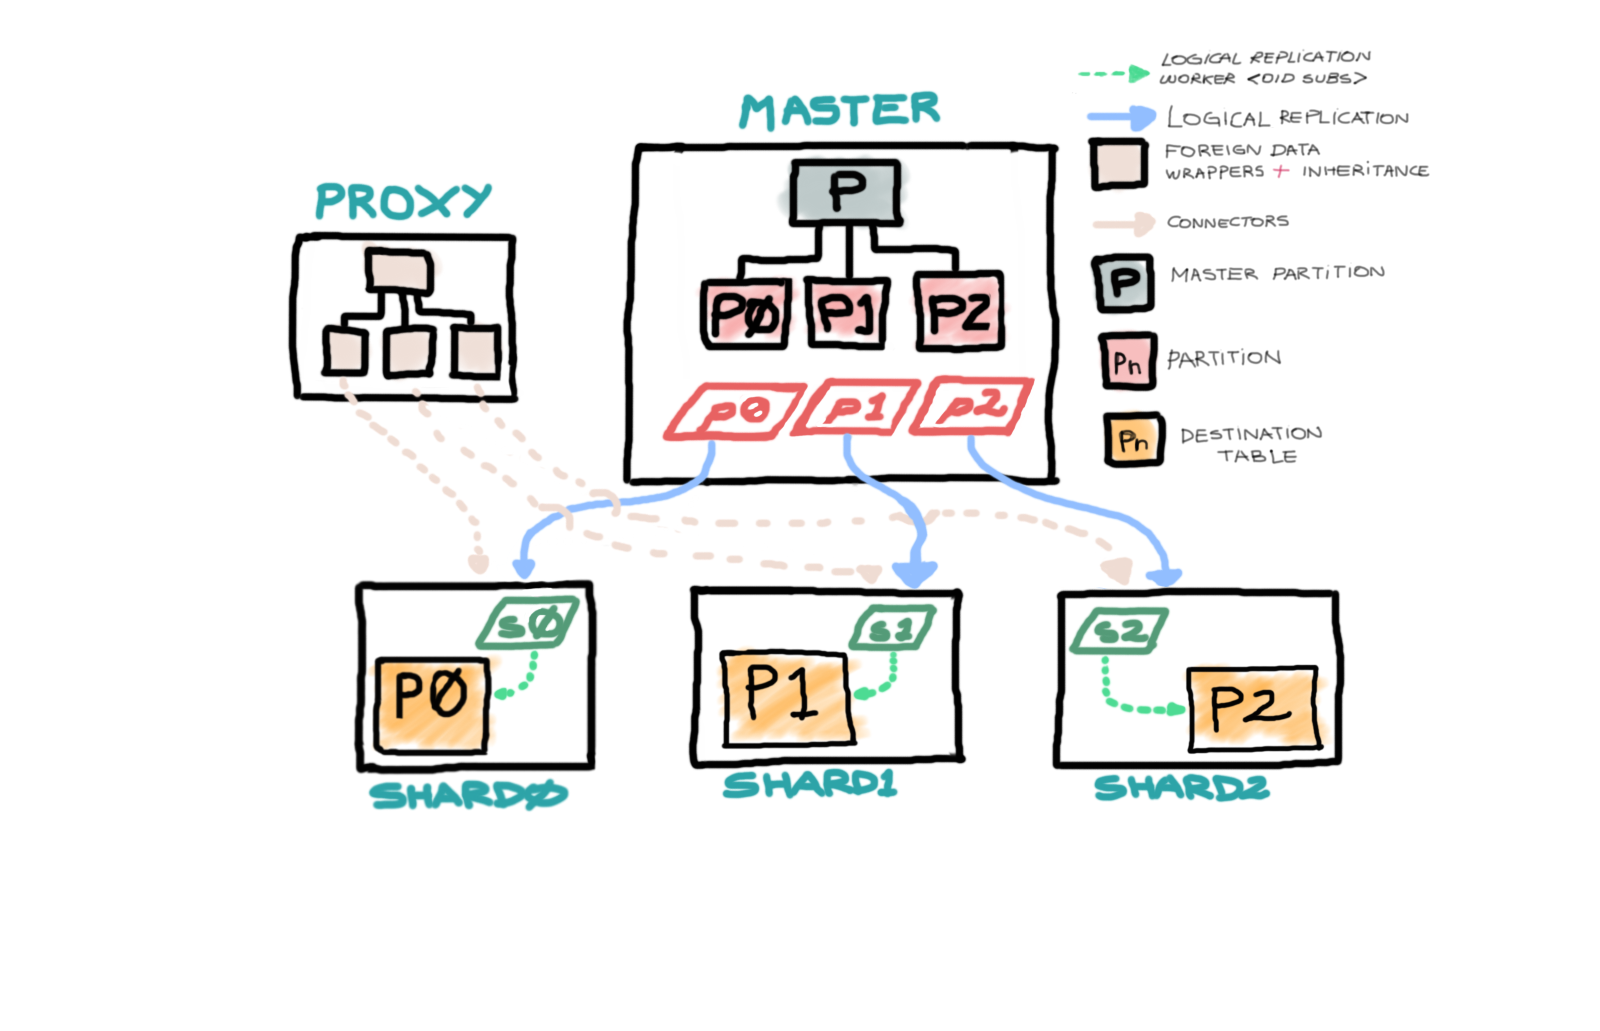 MASTER
PROXY
P
PØ
P1
P2
pØ
p1
p2
LOGICAL REPLICATION
WORKER <OID SUBS>
LOGICAL REPLICATION
FOREIGN DATA
WRAPPERS + INHERITANCE
CONNECTORS
P
MASTER PARTITION
Pn
PARTITION
Pn
DESTINATION
TABLE
sØ
PØ
SHARDØ
s1
P1
SHARD1
s2
P2
SHARD2